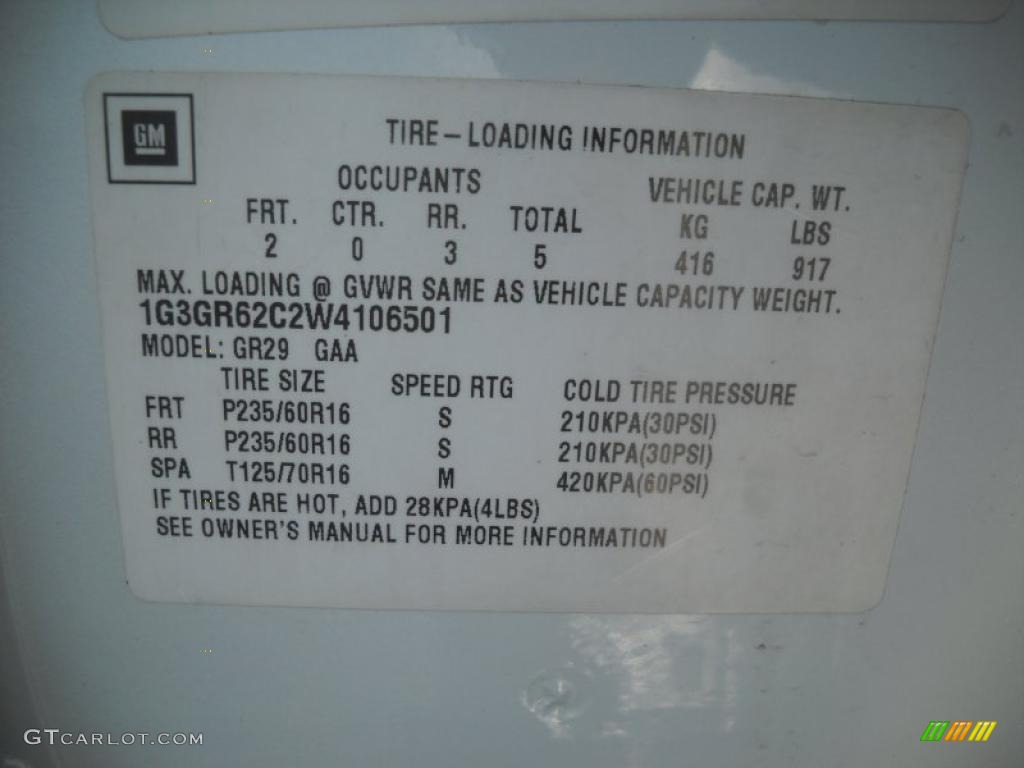 GM
TIRE-LOADING INFORMATION
OCCUPANTS VEHICLE CAP. WT.
FRT. CTR. RR. TOTAL KG LBS
2 0 3 5 416 917
MAX. LOADING @ GVWR SAME AS VEHICLE CAPACITY WEIGHT.
1G3GR62C2W4106501
MODEL: GR29 GAA
TIRE SIZE SPEED RTG COLD TIRE PRESSURE
FRT P235/60R16 S 210KPA(30PSI)
RR P235/60R16 S 210KPA(30PSI)
SPA T125/70R16 M 420KPA(60PSI)
IF TIRES ARE HOT, ADD 28KPA(4LBS)
SEE OWNER'S MANUAL FOR MORE INFORMATION
GTCARLOT.COM